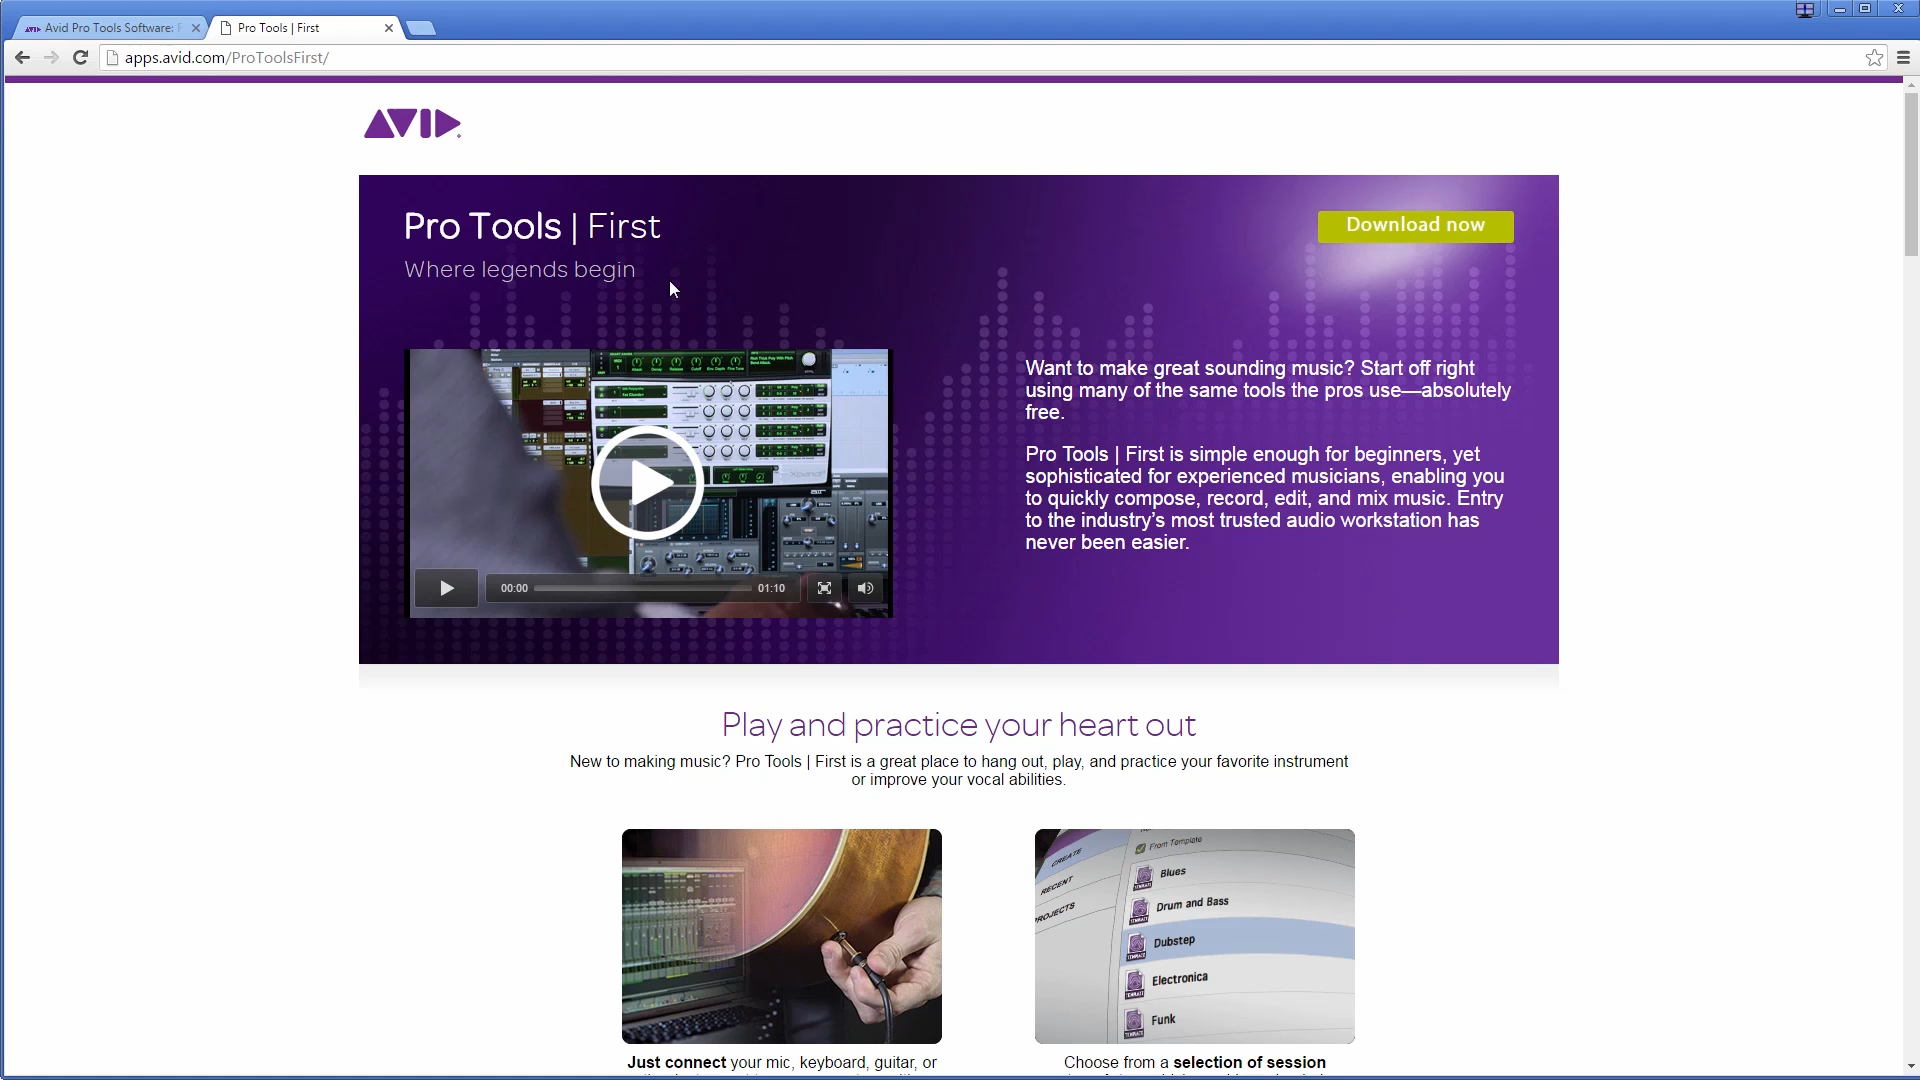 Avid Pro Tools Software:
Pro Tools | First
apps.avid.com/ProToolsFirst/
AVID
Pro Tools | First
Download now
Where legends begin
Want to make great sounding music? Start off right
using many of the same tools the pros use—absolutely
free.
Pro Tools | First is simple enough for beginners, yet
sophisticated for experienced musicians, enabling you
to quickly compose, record, edit, and mix music. Entry
to the industry’s most trusted audio workstation has
never been easier.
00:00
01:10
Play and practice your heart out
New to making music? Pro Tools | First is a great place to hang out, play, and practice your favorite instrument
or improve your vocal abilities.
CREATE
RECENT
PROJECTS
From Template
Blues
Drum and Bass
Dubstep
Electronica
Funk
Just connect your mic, keyboard, guitar, or
Choose from a selection of session